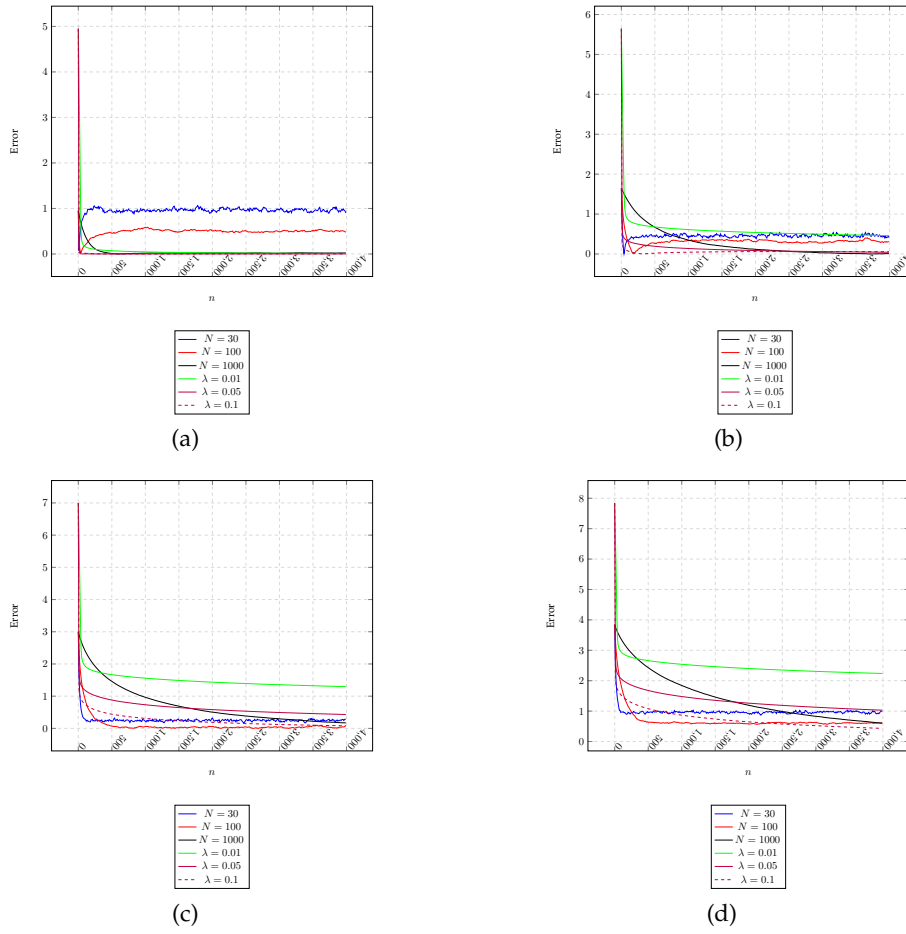 5
4
3
2
1
0
Error
0
500
1,000
1,500
2,000
2,500
3,000
3,500
4,000
n
N = 30
N = 100
N = 1000
λ = 0.01
λ = 0.05
λ = 0.1
(a)
6
5
4
3
2
1
0
Error
0
500
1,000
1,500
2,000
2,500
3,000
3,500
4,000
n
N = 30
N = 100
N = 1000
λ = 0.01
λ = 0.05
λ = 0.1
(b)
7
6
5
4
3
2
1
0
Error
0
500
1,000
1,500
2,000
2,500
3,000
3,500
4,000
n
N = 30
N = 100
N = 1000
λ = 0.01
λ = 0.05
λ = 0.1
(c)
8
7
6
5
4
3
2
1
0
Error
0
500
1,000
1,500
2,000
2,500
3,000
3,500
4,000
n
N = 30
N = 100
N = 1000
λ = 0.01
λ = 0.05
λ = 0.1
(d)